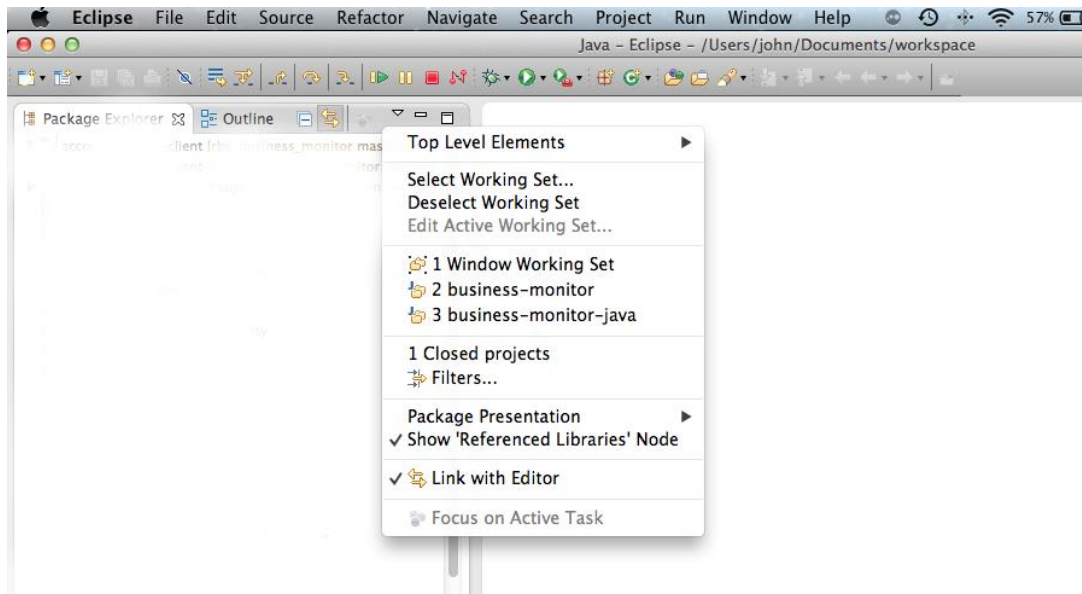 Eclipse File Edit Source Refactor Navigate Search Project Run Window Help 57%
Java – Eclipse – /Users/john/Documents/workspace
Package Explorer Outline
client business_monitor mas
Top Level Elements
Select Working Set...
Deselect Working Set
Edit Active Working Set...
1 Window Working Set
2 business-monitor
3 business-monitor-java
1 Closed projects
Filters...
Package Presentation
Show 'Referenced Libraries' Node
Link with Editor
Focus on Active Task